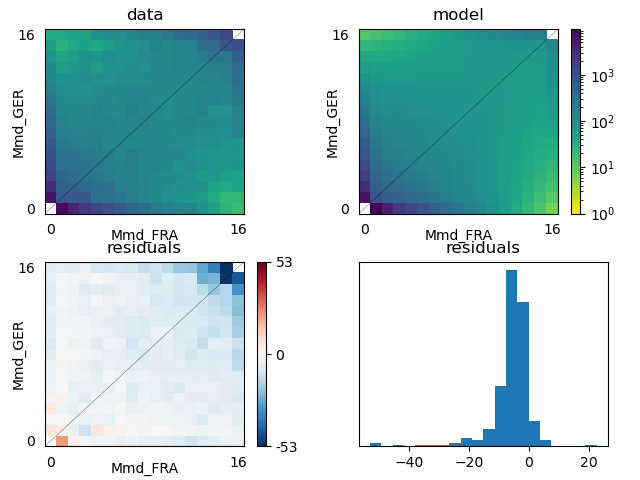 data
16
Mmd_GER
0
0
16
Mmd_FRA
model
16
Mmd_GER
0
0
16
Mmd_FRA
10³
10²
10¹
10⁰
residuals
16
Mmd_GER
0
0
16
Mmd_FRA
53
0
-53
residuals
−40
−20
0
20